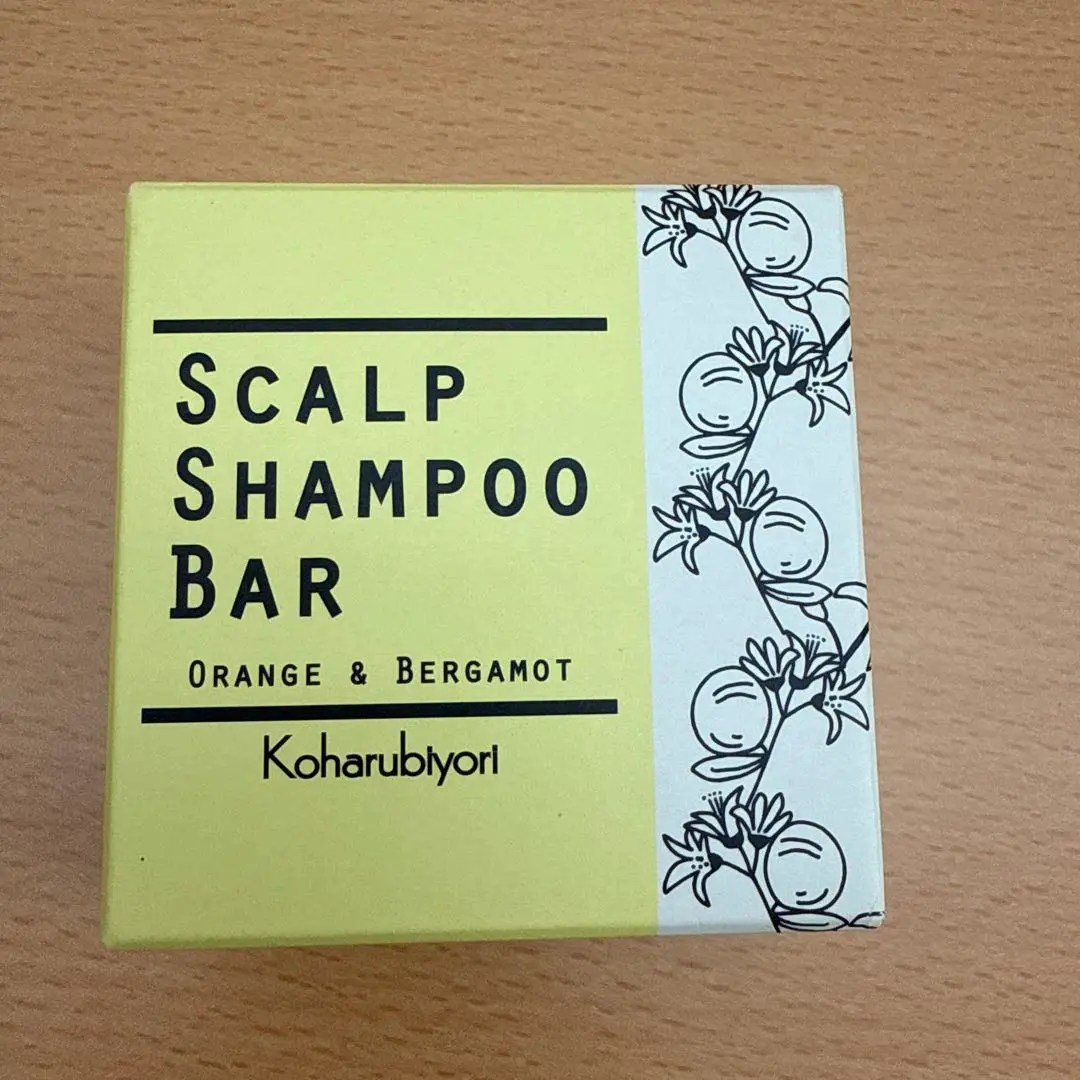 SCALP
SHAMPOO
BAR
ORANGE & BERGAMOT
Koharubiyori